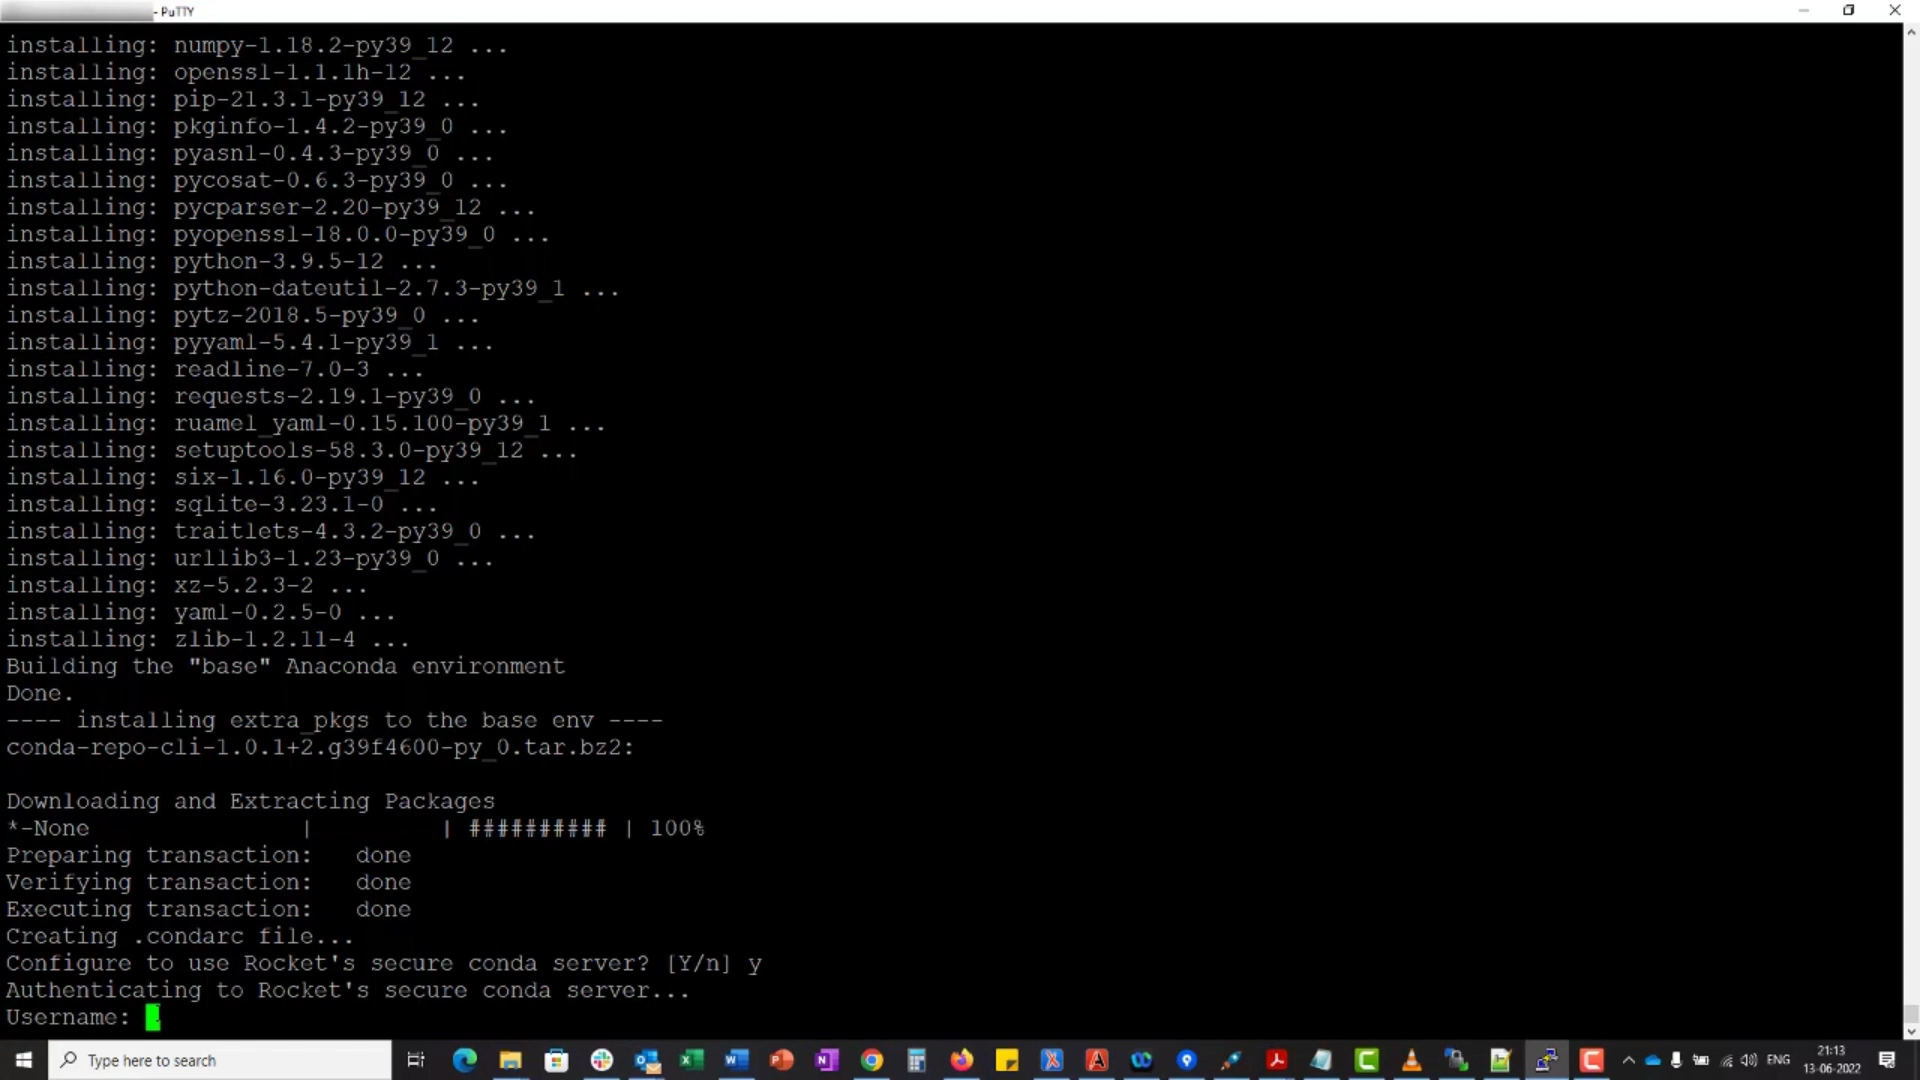 - PuTTY
installing: numpy-1.18.2-py39_12 ...
installing: openssl-1.1.1h-12 ...
installing: pip-21.3.1-py39_12 ...
installing: pkginfo-1.4.2-py39_0 ...
installing: pyasn1-0.4.3-py39_0 ...
installing: pycosat-0.6.3-py39_0 ...
installing: pycparser-2.20-py39_12 ...
installing: pyopenssl-18.0.0-py39_0 ...
installing: python-3.9.5-12 ...
installing: python-dateutil-2.7.3-py39_1 ...
installing: pytz-2018.5-py39_0 ...
installing: pyyaml-5.4.1-py39_1 ...
installing: readline-7.0-3 ...
installing: requests-2.19.1-py39_0 ...
installing: ruamel_yaml-0.15.100-py39_1 ...
installing: setuptools-58.3.0-py39_12 ...
installing: six-1.16.0-py39_12 ...
installing: sqlite-3.23.1-0 ...
installing: traitlets-4.3.2-py39_0 ...
installing: urllib3-1.23-py39_0 ...
installing: xz-5.2.3-2 ...
installing: yaml-0.2.5-0 ...
installing: zlib-1.2.11-4 ...
Building the "base" Anaconda environment
Done.
---- installing extra_pkgs to the base env ----
conda-repo-cli-1.0.1+2.g39f4600-py_0.tar.bz2:
Downloading and Extracting Packages
*-None | | ########## | 100%
Preparing transaction: done
Verifying transaction: done
Executing transaction: done
Creating .condarc file...
Configure to use Rocket's secure conda server? [Y/n] y
Authenticating to Rocket's secure conda server...
Username:
Type here to search
ENG
21:13
13-06-2022